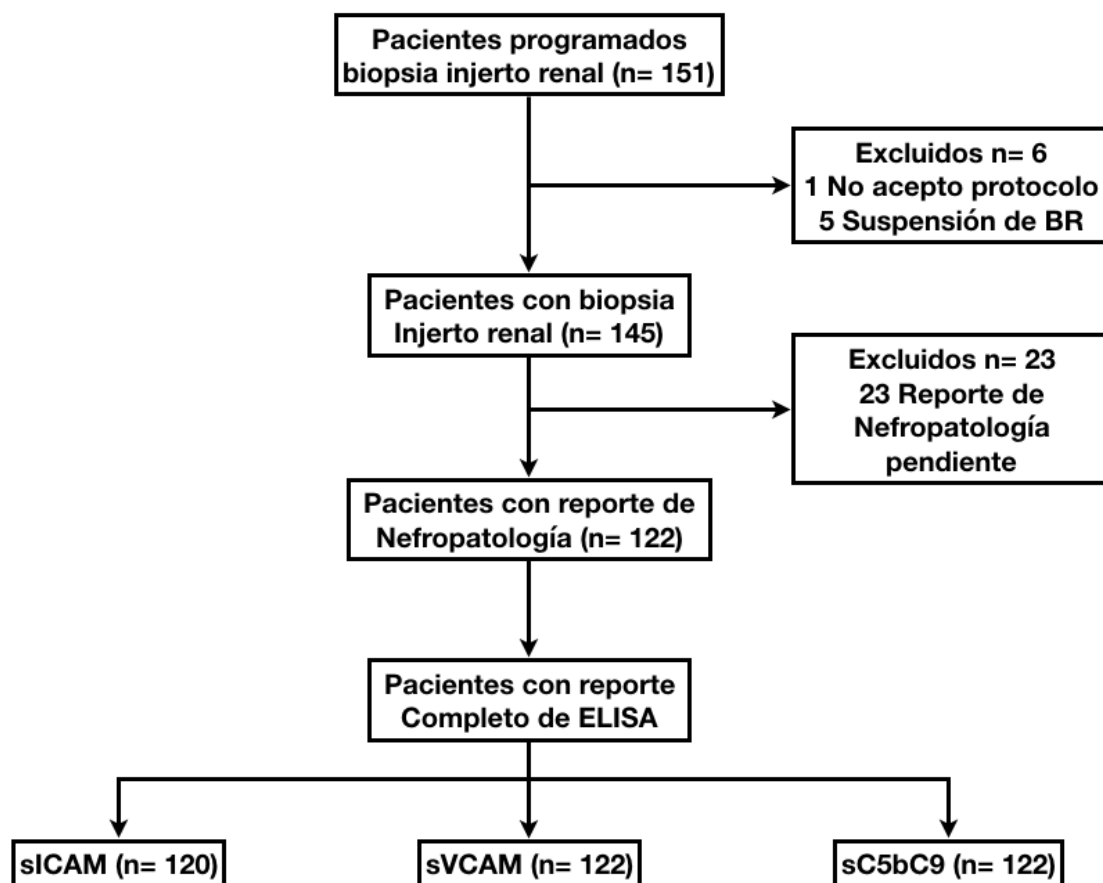 Pacientes programados
biopsia injerto renal (n= 151)
Excluidos n= 6
1 No acepto protocolo
5 Suspensión de BR
Pacientes con biopsia
Injerto renal (n= 145)
Excluidos n= 23
23 Reporte de
Nefropatología
pendiente
Pacientes con reporte de
Nefropatología (n= 122)
Pacientes con reporte
Completo de ELISA
sICAM (n= 120)
sVCAM (n= 122)
sC5bC9 (n= 122)